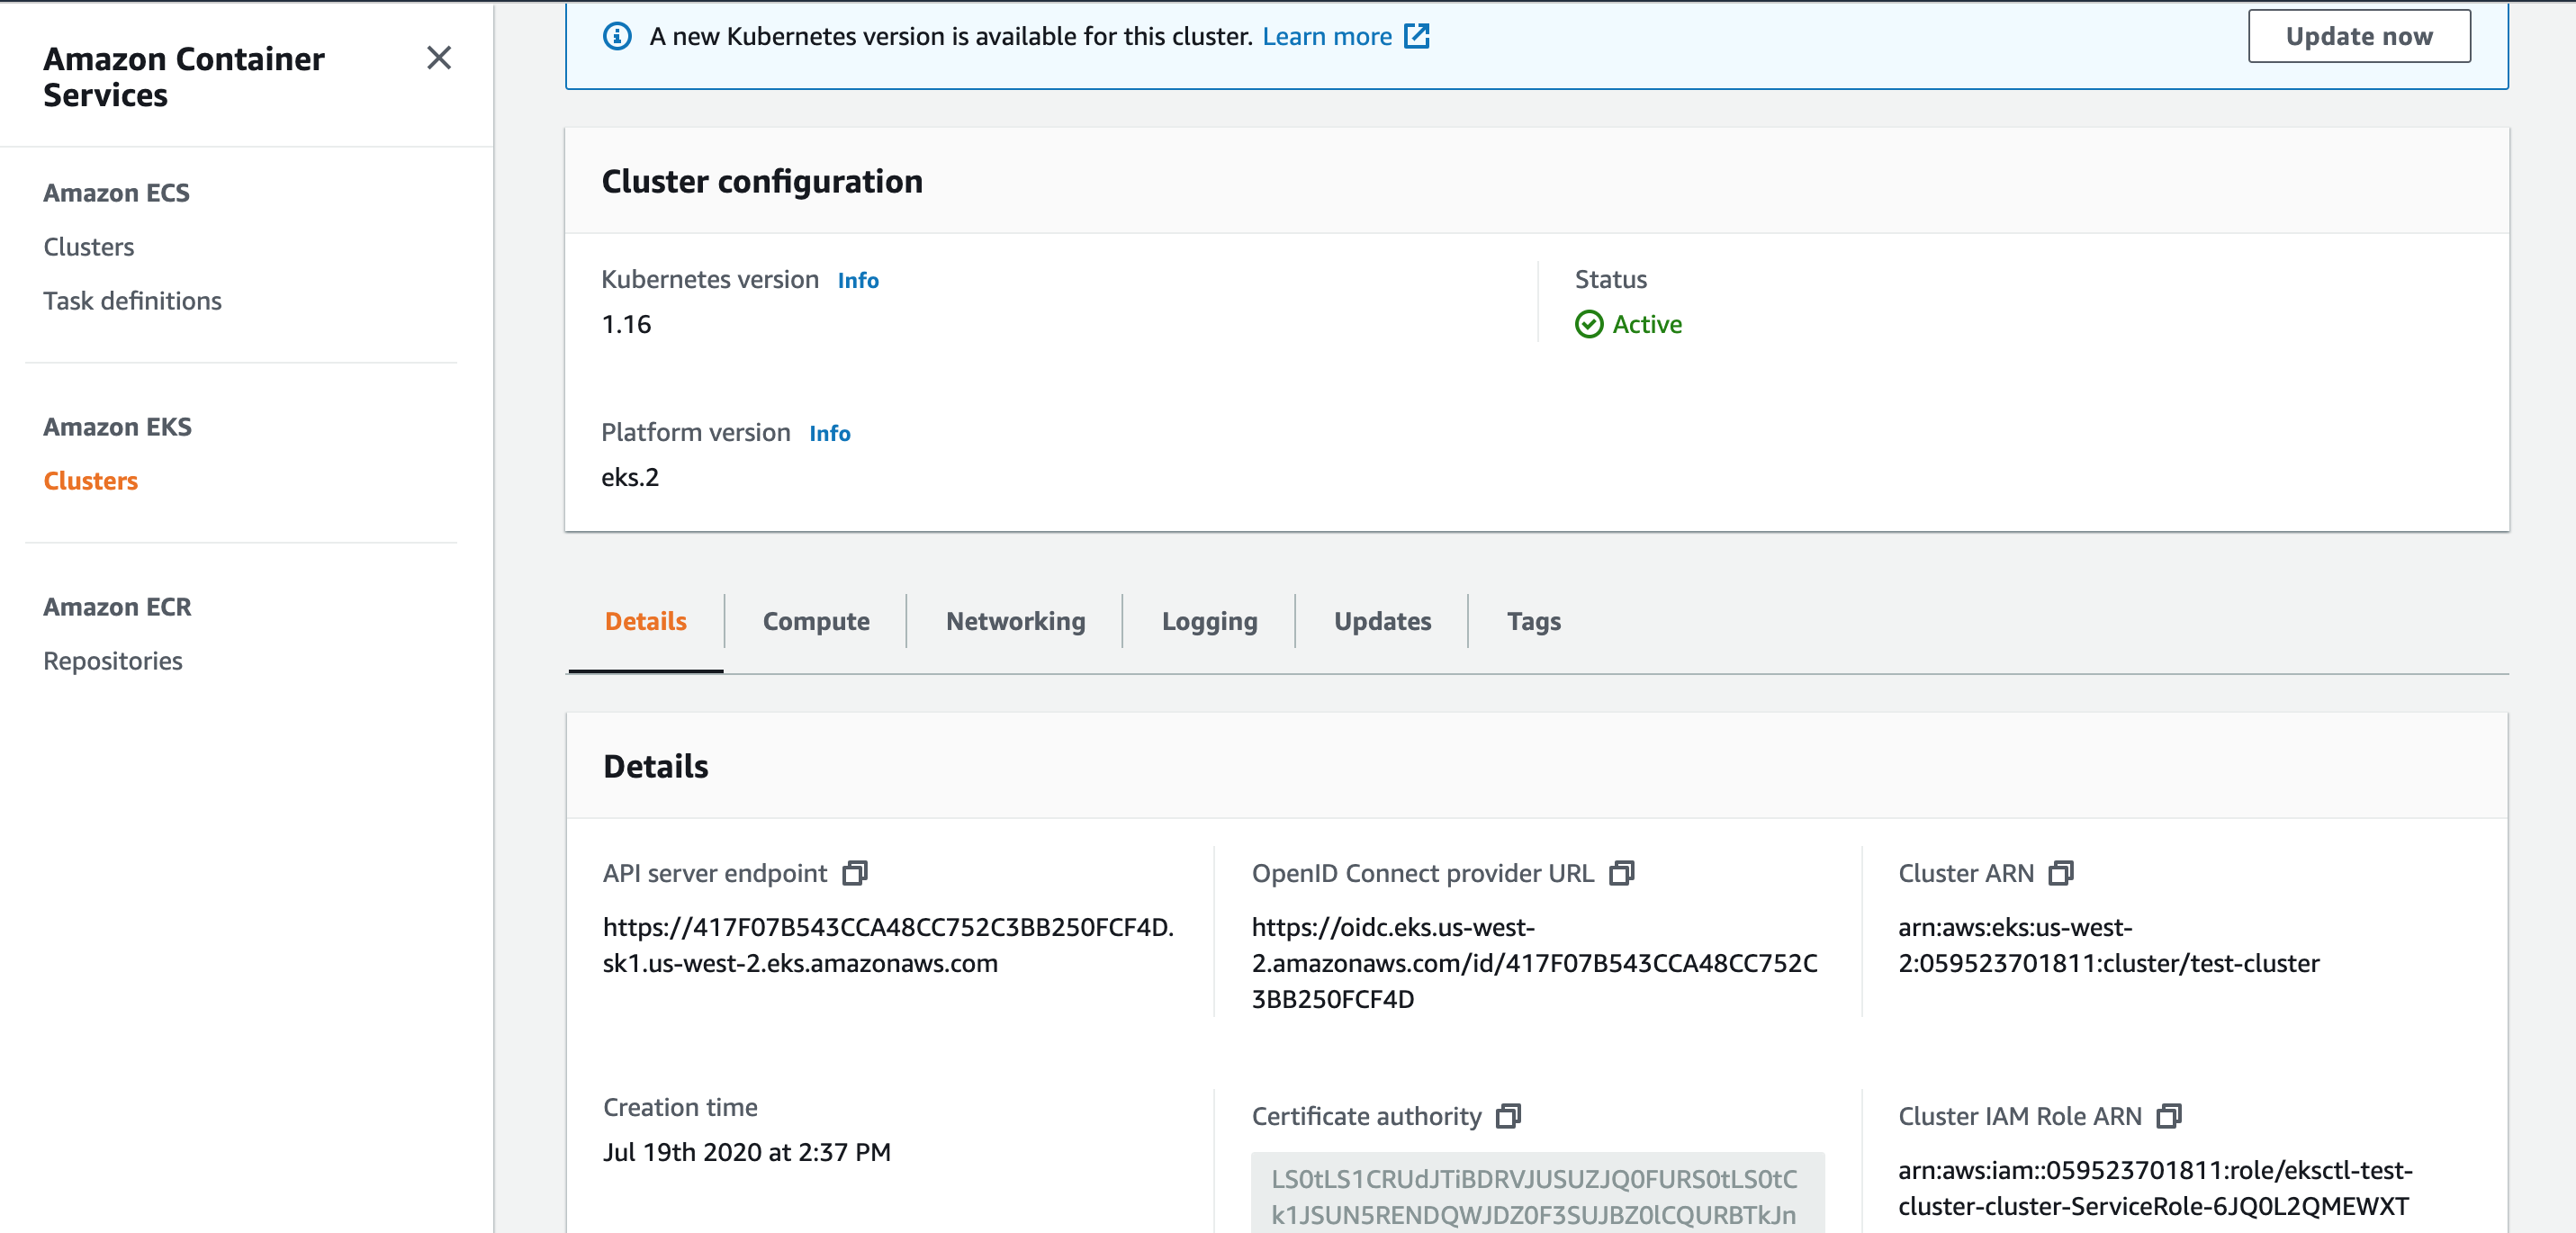 Amazon Container
Services
Amazon ECS
Clusters
Task definitions
Amazon EKS
Clusters
Amazon ECR
Repositories
A new Kubernetes version is available for this cluster. Learn more
Update now
Cluster configuration
Kubernetes version Info
1.16
Status
Active
Platform version Info
eks.2
Details
Compute
Networking
Logging
Updates
Tags
Details
API server endpoint
https://417F07B543CCA48CC752C3BB250FCF4D.
sk1.us-west-2.eks.amazonaws.com
OpenID Connect provider URL
https://oidc.eks.us-west-
2.amazonaws.com/id/417F07B543CCA48CC752C
3BB250FCF4D
Cluster ARN
arn:aws:eks:us-west-
2:059523701811:cluster/test-cluster
Creation time
Jul 19th 2020 at 2:37 PM
Certificate authority
LS0tLS1CRUdJTiBDRVJUSUZJQ0FURS0tLS0tC
k1JSUN5RENDQWJDZ0F3SUJBZ0lCQURBTkJn
Cluster IAM Role ARN
arn:aws:iam::059523701811:role/eksctl-test-
cluster-cluster-ServiceRole-6JQ0L2QMEWXT